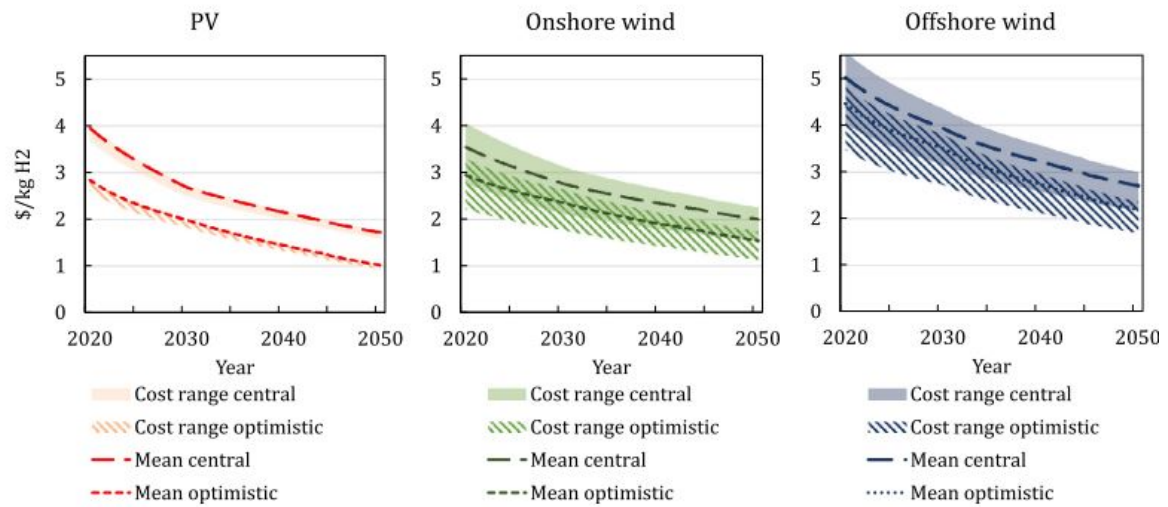 PV
Onshore wind
Offshore wind
$/kg H2
5
4
3
2
1
0
2020 2030 2040 2050
Year
5
4
3
2
1
0
2020 2030 2040 2050
Year
5
4
3
2
1
0
2020 2030 2040 2050
Year
Cost range central
Cost range optimistic
Mean central
Mean optimistic
Cost range central
Cost range optimistic
Mean central
Mean optimistic
Cost range central
Cost range optimistic
Mean central
Mean optimistic